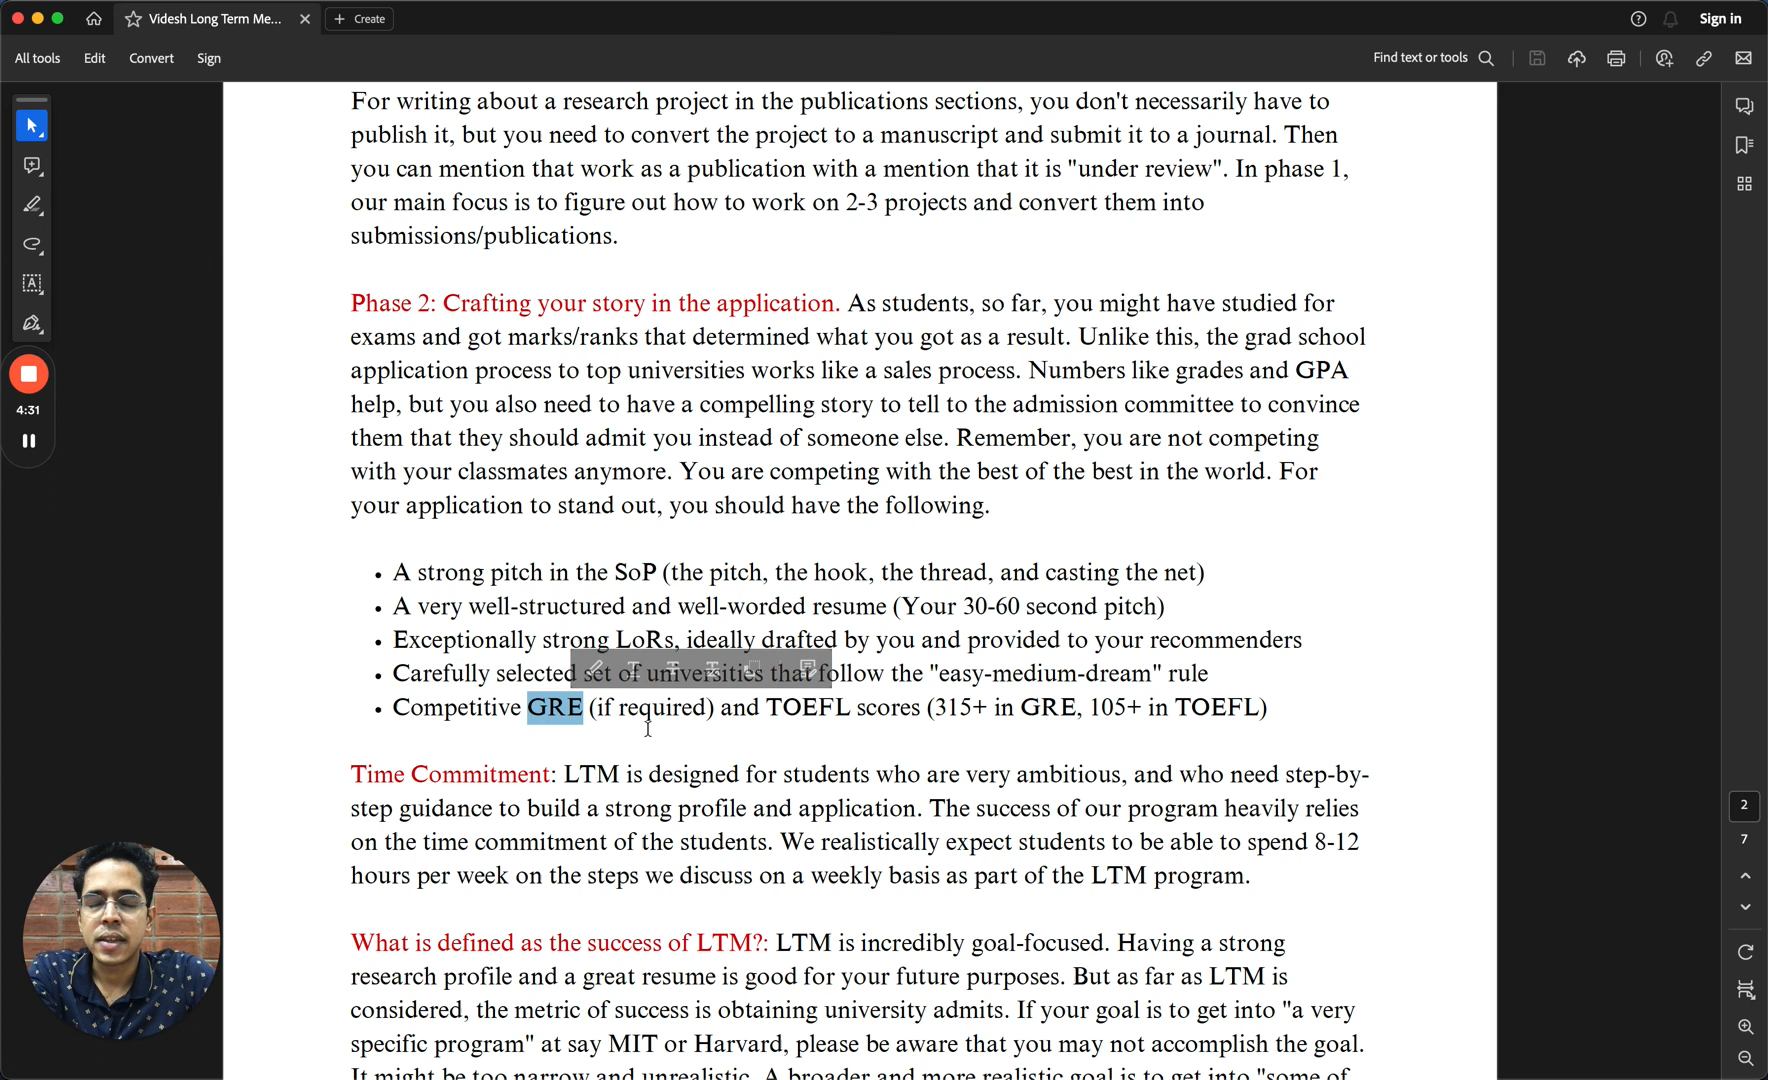 Videsh Long Term Me...
Create
Sign in
All tools
Edit
Convert
Sign
Find text or tools
For writing about a research project in the publications sections, you don't necessarily have to
publish it, but you need to convert the project to a manuscript and submit it to a journal. Then
you can mention that work as a publication with a mention that it is "under review". In phase 1,
our main focus is to figure out how to work on 2-3 projects and convert them into
submissions/publications.
Phase 2: Crafting your story in the application. As students, so far, you might have studied for
exams and got marks/ranks that determined what you got as a result. Unlike this, the grad school
application process to top universities works like a sales process. Numbers like grades and GPA
help, but you also need to have a compelling story to tell to the admission committee to convince
them that they should admit you instead of someone else. Remember, you are not competing
with your classmates anymore. You are competing with the best of the best in the world. For
your application to stand out, you should have the following.
• A strong pitch in the SoP (the pitch, the hook, the thread, and casting the net)
• A very well-structured and well-worded resume (Your 30-60 second pitch)
• Exceptionally strong LoRs, ideally drafted by you and provided to your recommenders
• Carefully selected set of universities that follow the "easy-medium-dream" rule
• Competitive GRE (if required) and TOEFL scores (315+ in GRE, 105+ in TOEFL)
Time Commitment: LTM is designed for students who are very ambitious, and who need step-by-
step guidance to build a strong profile and application. The success of our program heavily relies
on the time commitment of the students. We realistically expect students to be able to spend 8-12
hours per week on the steps we discuss on a weekly basis as part of the LTM program.
What is defined as the success of LTM?: LTM is incredibly goal-focused. Having a strong
research profile and a great resume is good for your future purposes. But as far as LTM is
considered, the metric of success is obtaining university admits. If your goal is to get into "a very
specific program" at say MIT or Harvard, please be aware that you may not accomplish the goal.
It might be too narrow and unrealistic. A broader and more realistic goal is to get into "some of
4:31
2
7